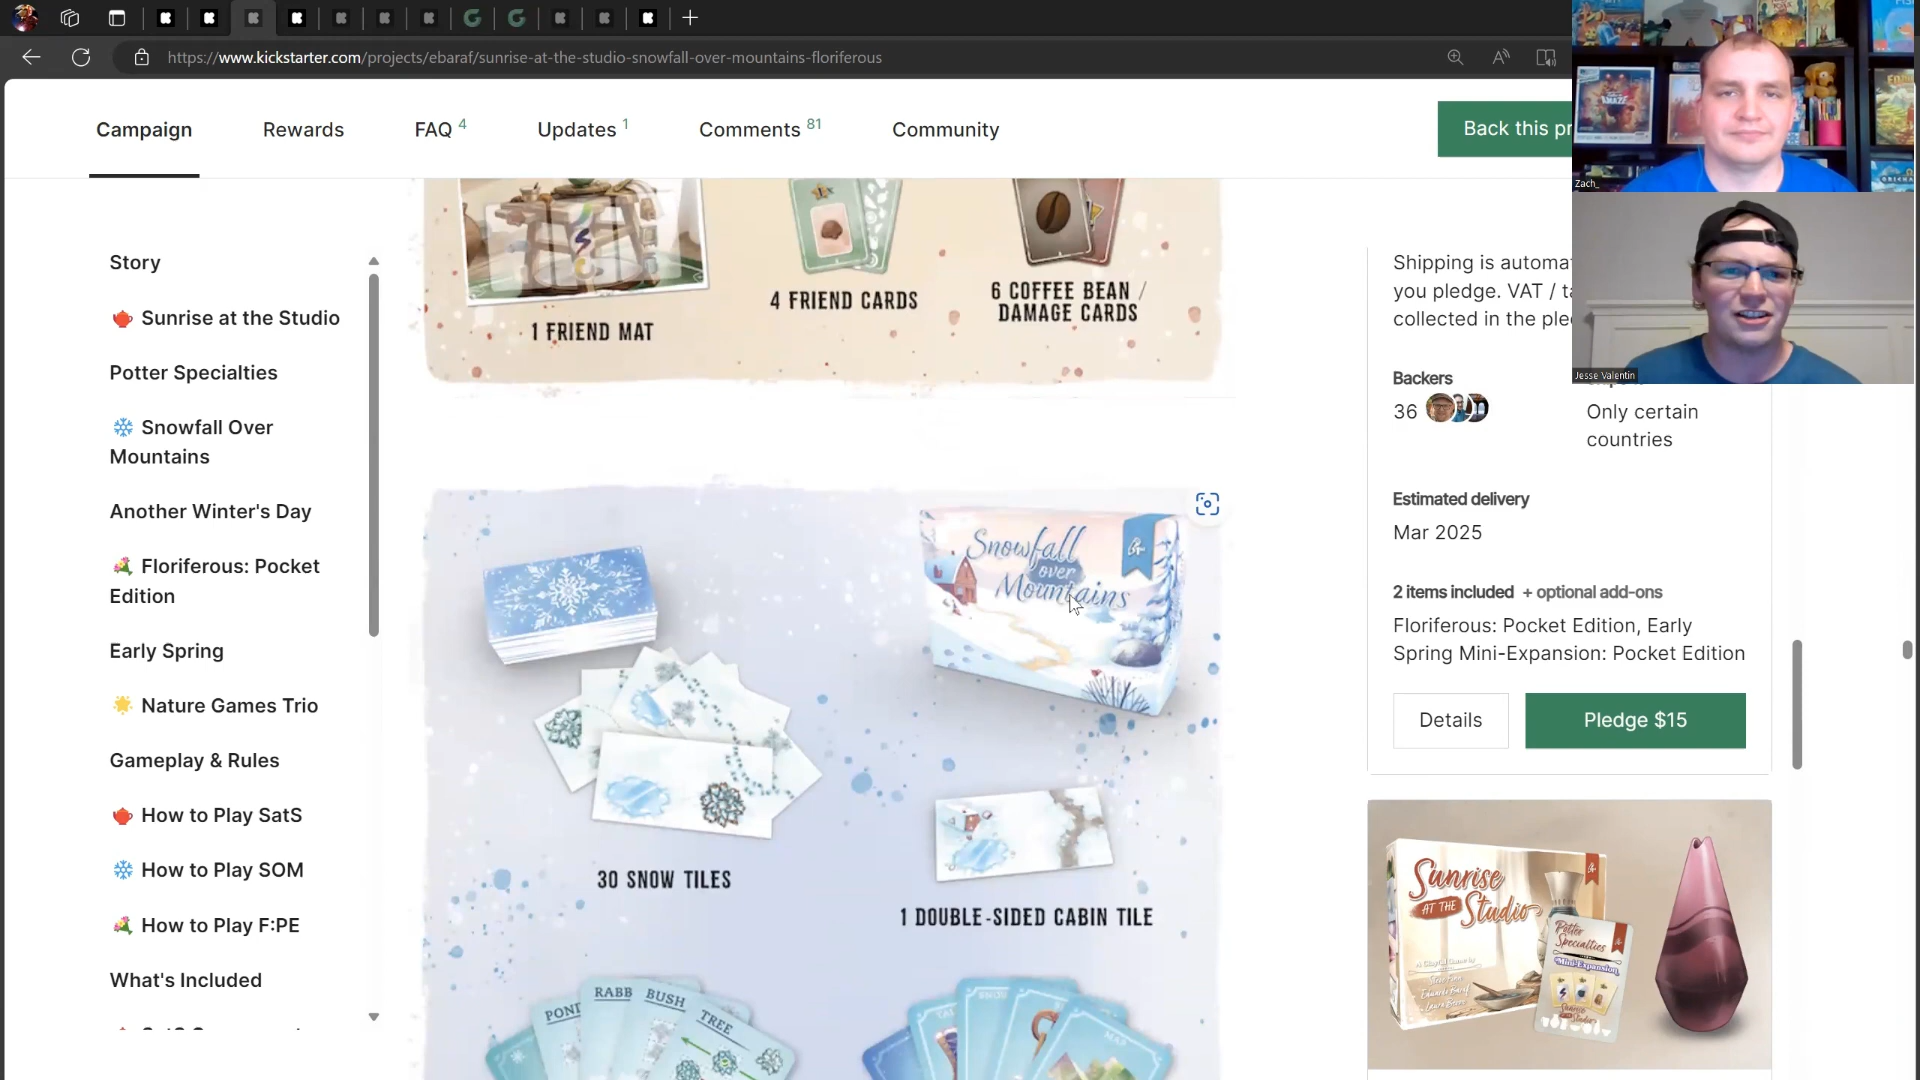 https://www.kickstarter.com/projects/ebaraf/sunrise-at-the-studio-snowfall-over-mountains-floriferous
Campaign
Rewards
FAQ 4
Updates 1
Comments 81
Community
Back this pr
Zach_
Jesse Valentin
Story
Sunrise at the Studio
Potter Specialties
Snowfall Over
Mountains
Another Winter's Day
Floriferous: Pocket
Edition
Early Spring
Nature Games Trio
Gameplay & Rules
How to Play SatS
How to Play SOM
How to Play F:PE
What's Included
1 FRIEND MAT
4 FRIEND CARDS
6 COFFEE BEAN /
DAMAGE CARDS
Snowfall
over
Mountains
30 SNOW TILES
1 DOUBLE-SIDED CABIN TILE
POND
RABB
BUSH
TREE
MAP
Shipping is automa
you pledge. VAT / ta
collected in the ple
Backers
36
Only certain
countries
Estimated delivery
Mar 2025
2 items included + optional add-ons
Floriferous: Pocket Edition, Early
Spring Mini-Expansion: Pocket Edition
Details
Pledge $15
Sunrise
AT THE
Studio
Potter
Specialties
Mini-Expansion